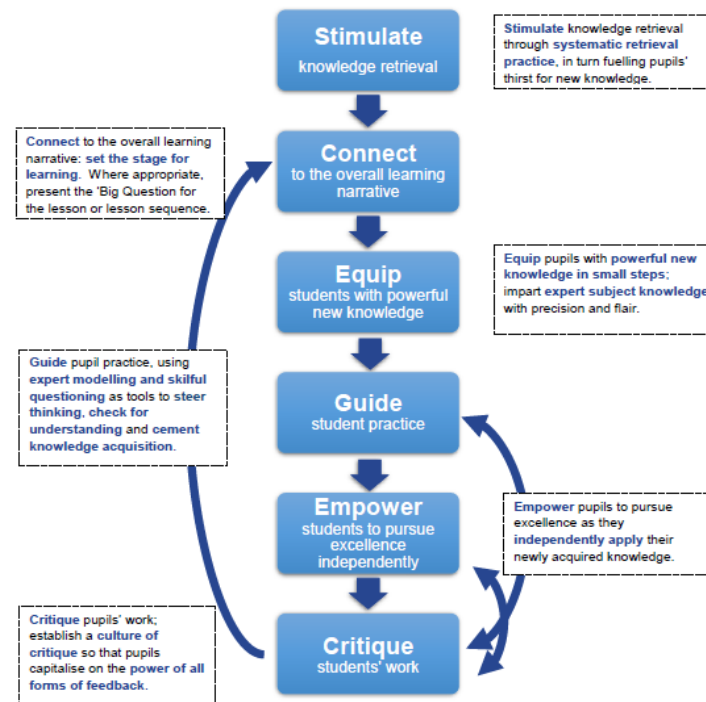 Stimulate
knowledge retrieval
Stimulate knowledge retrieval
through systematic retrieval
practice, in turn fuelling pupils'
thirst for new knowledge.
Connect to the overall learning
narrative: set the stage for
learning. Where appropriate,
present the 'Big Question for
the lesson or lesson sequence.
Connect
to the overall learning
narrative
Equip
students with powerful
new knowledge
Equip pupils with powerful new
knowledge in small steps;
impart expert subject knowledge
with precision and flair.
Guide pupil practice, using
expert modelling and skilful
questioning as tools to steer
thinking, check for
understanding and cement
knowledge acquisition.
Guide
student practice
Empower
students to pursue
excellence
independently
Empower pupils to pursue
excellence as they
independently apply their
newly acquired knowledge.
Critique pupils' work;
establish a culture of
critique so that pupils
capitalise on the power of all
forms of feedback.
Critique
students' work